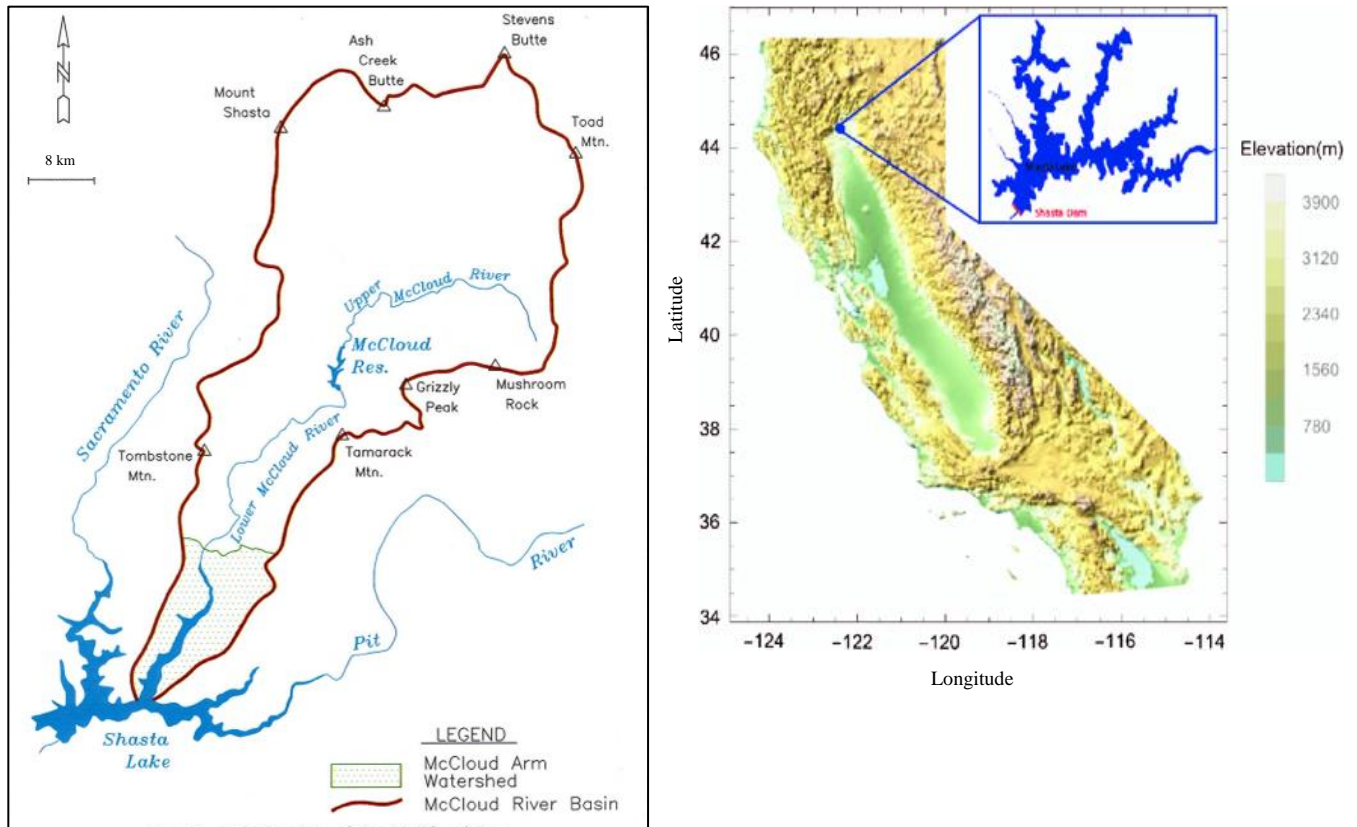 Stevens
Butte
Ash
Creek
Butte
Mount
Shasta
Toad
Mtn.
N
8 km
Upper McCloud River
McCloud
Res.
Sacramento River
Grizzly
Peak
Mushroom
Rock
Lower McCloud River
Tombstone
Mtn.
Tamarack
Mtn.
River
Pit
Shasta
Lake
LEGEND
McCloud Arm
Watershed
McCloud River Basin
46
44
42
40
38
36
34
Latitude
-124
-122
-120
-118
-116
-114
Longitude
Shasta Dam
Elevation(m)
3900
3120
2340
1560
780